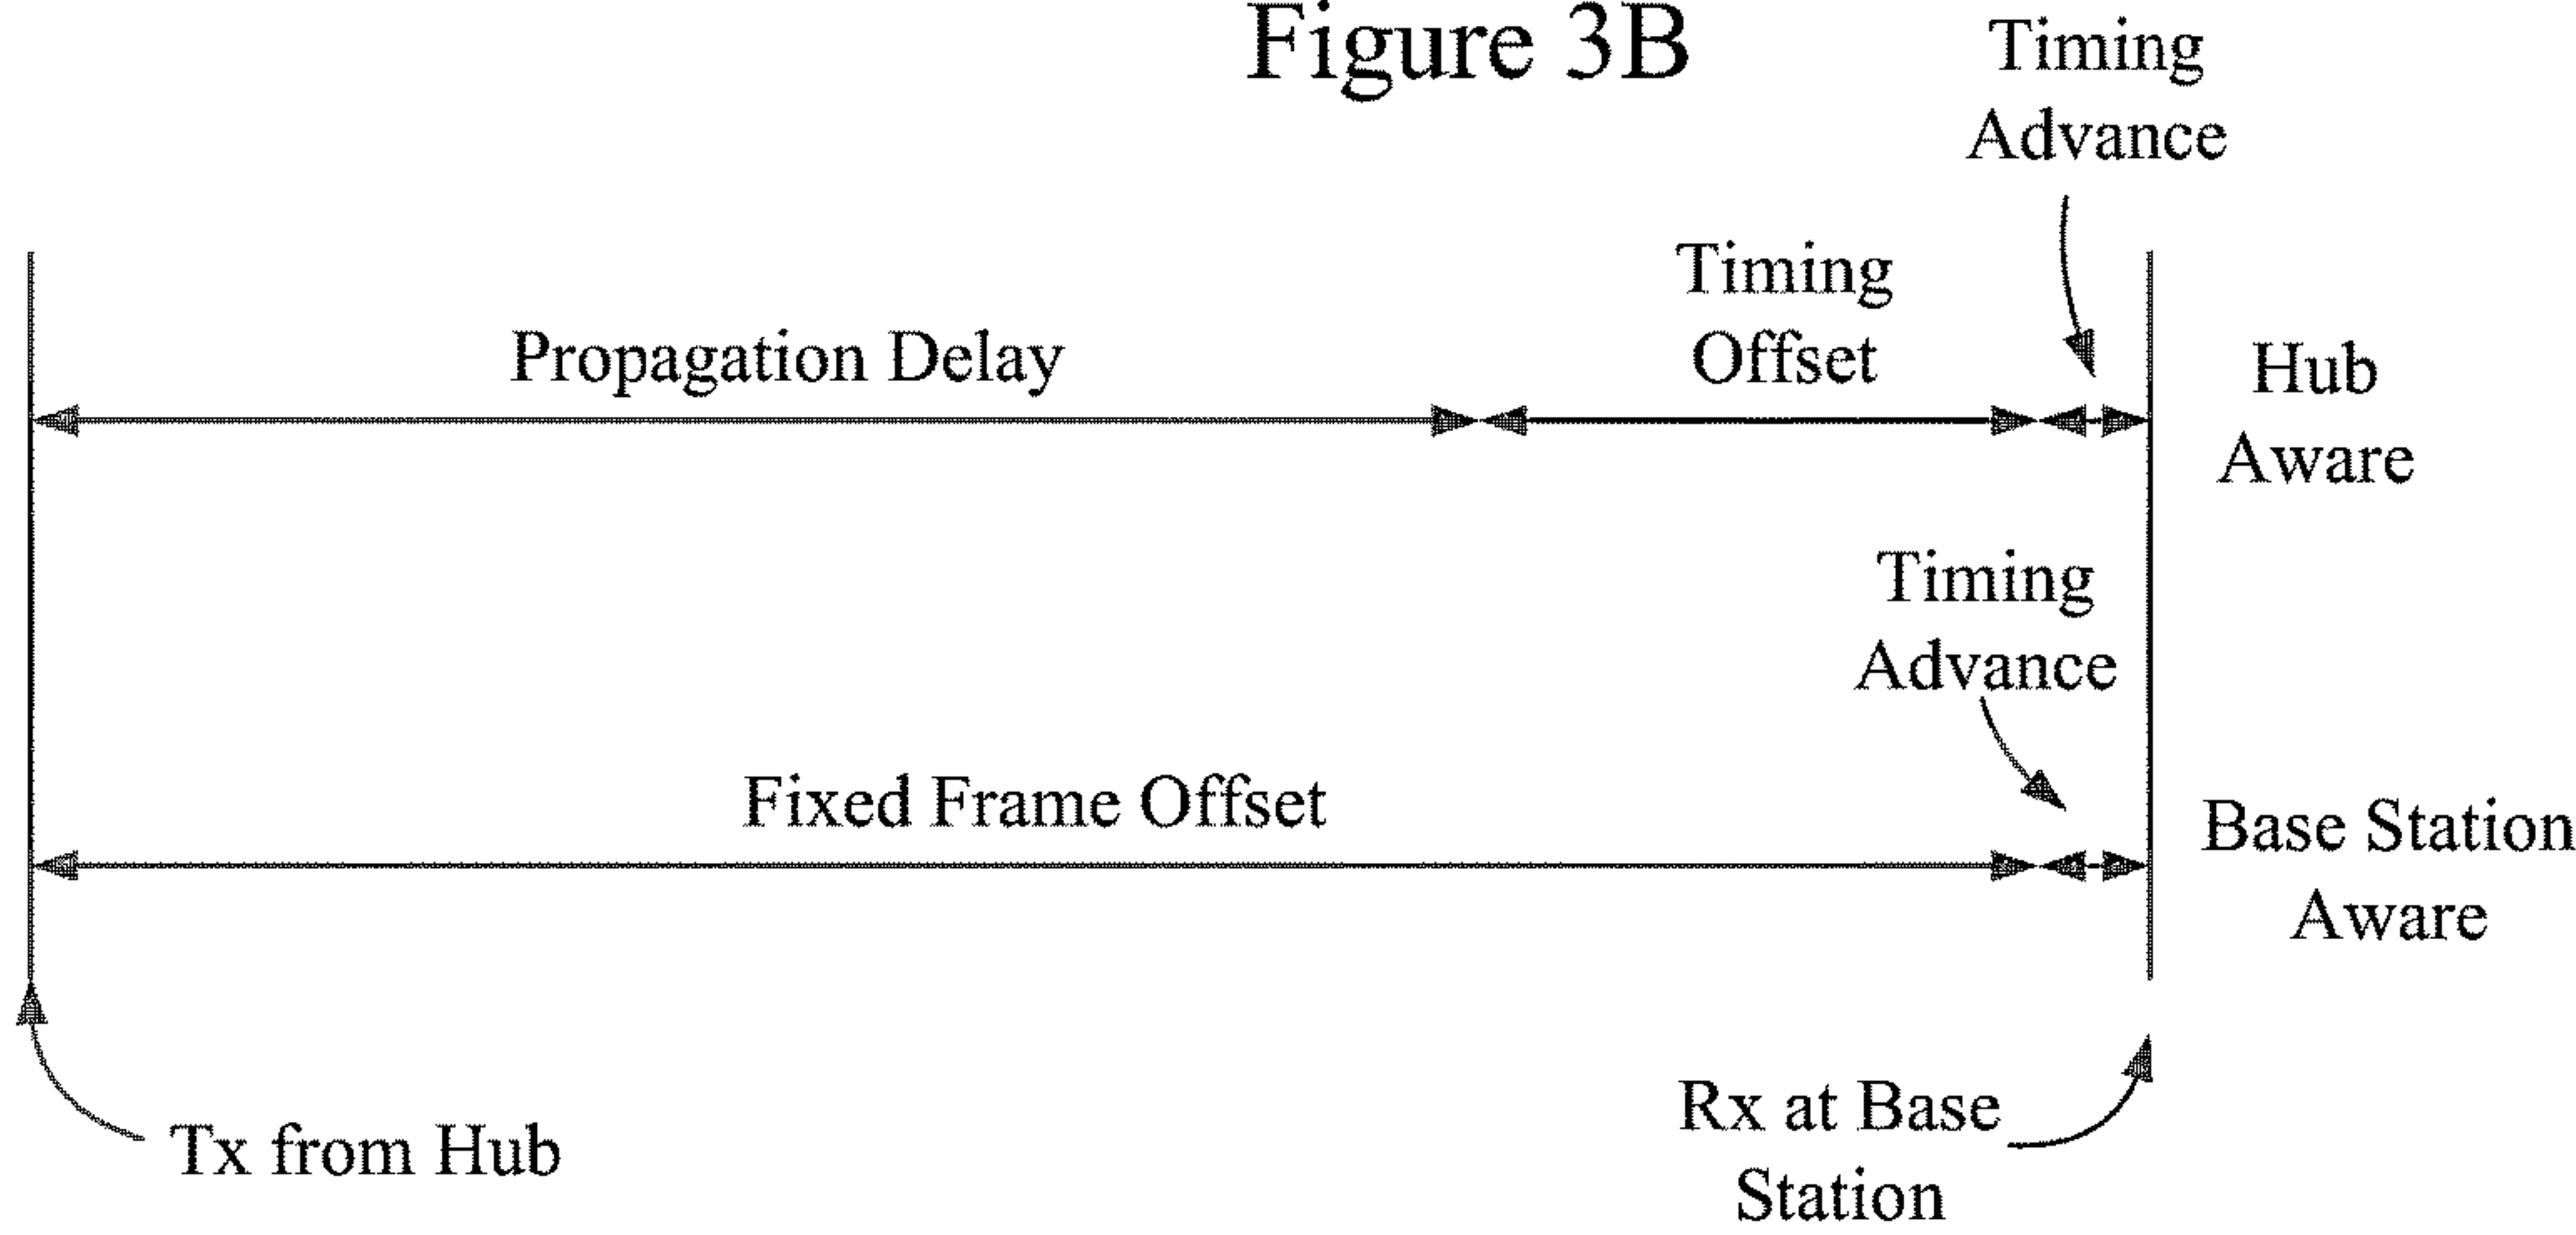 Figure 3B
Timing
Advance
Timing
Offset
Propagation Delay
Hub
Aware
Timing
Advance
Fixed Frame Offset
Base Station
Aware
Tx from Hub
Rx at Base
Station